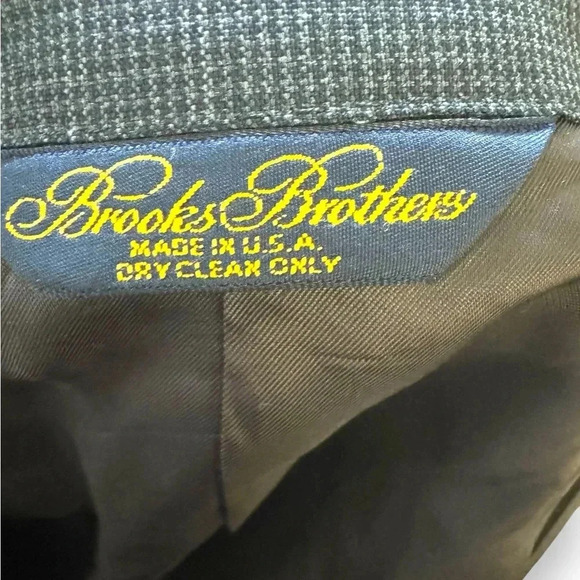 Brooks Brothers
MADE IN U.S.A.
DRY CLEAN ONLY